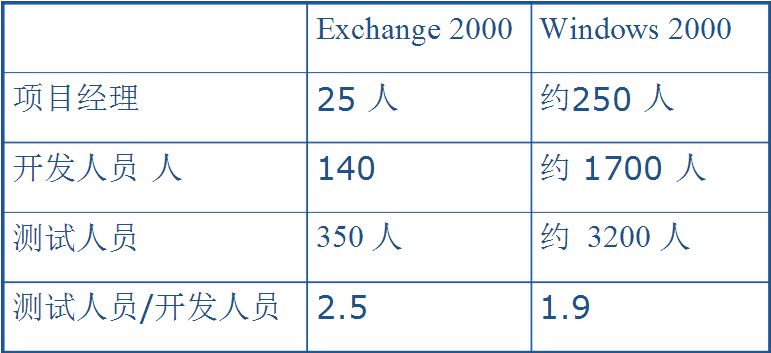 Exchange 2000 Windows 2000
项目经理 25 人 约250 人
开发人员 人 140 约 1700 人
测试人员 350 人 约 3200 人
测试人员/开发人员 2.5 1.9